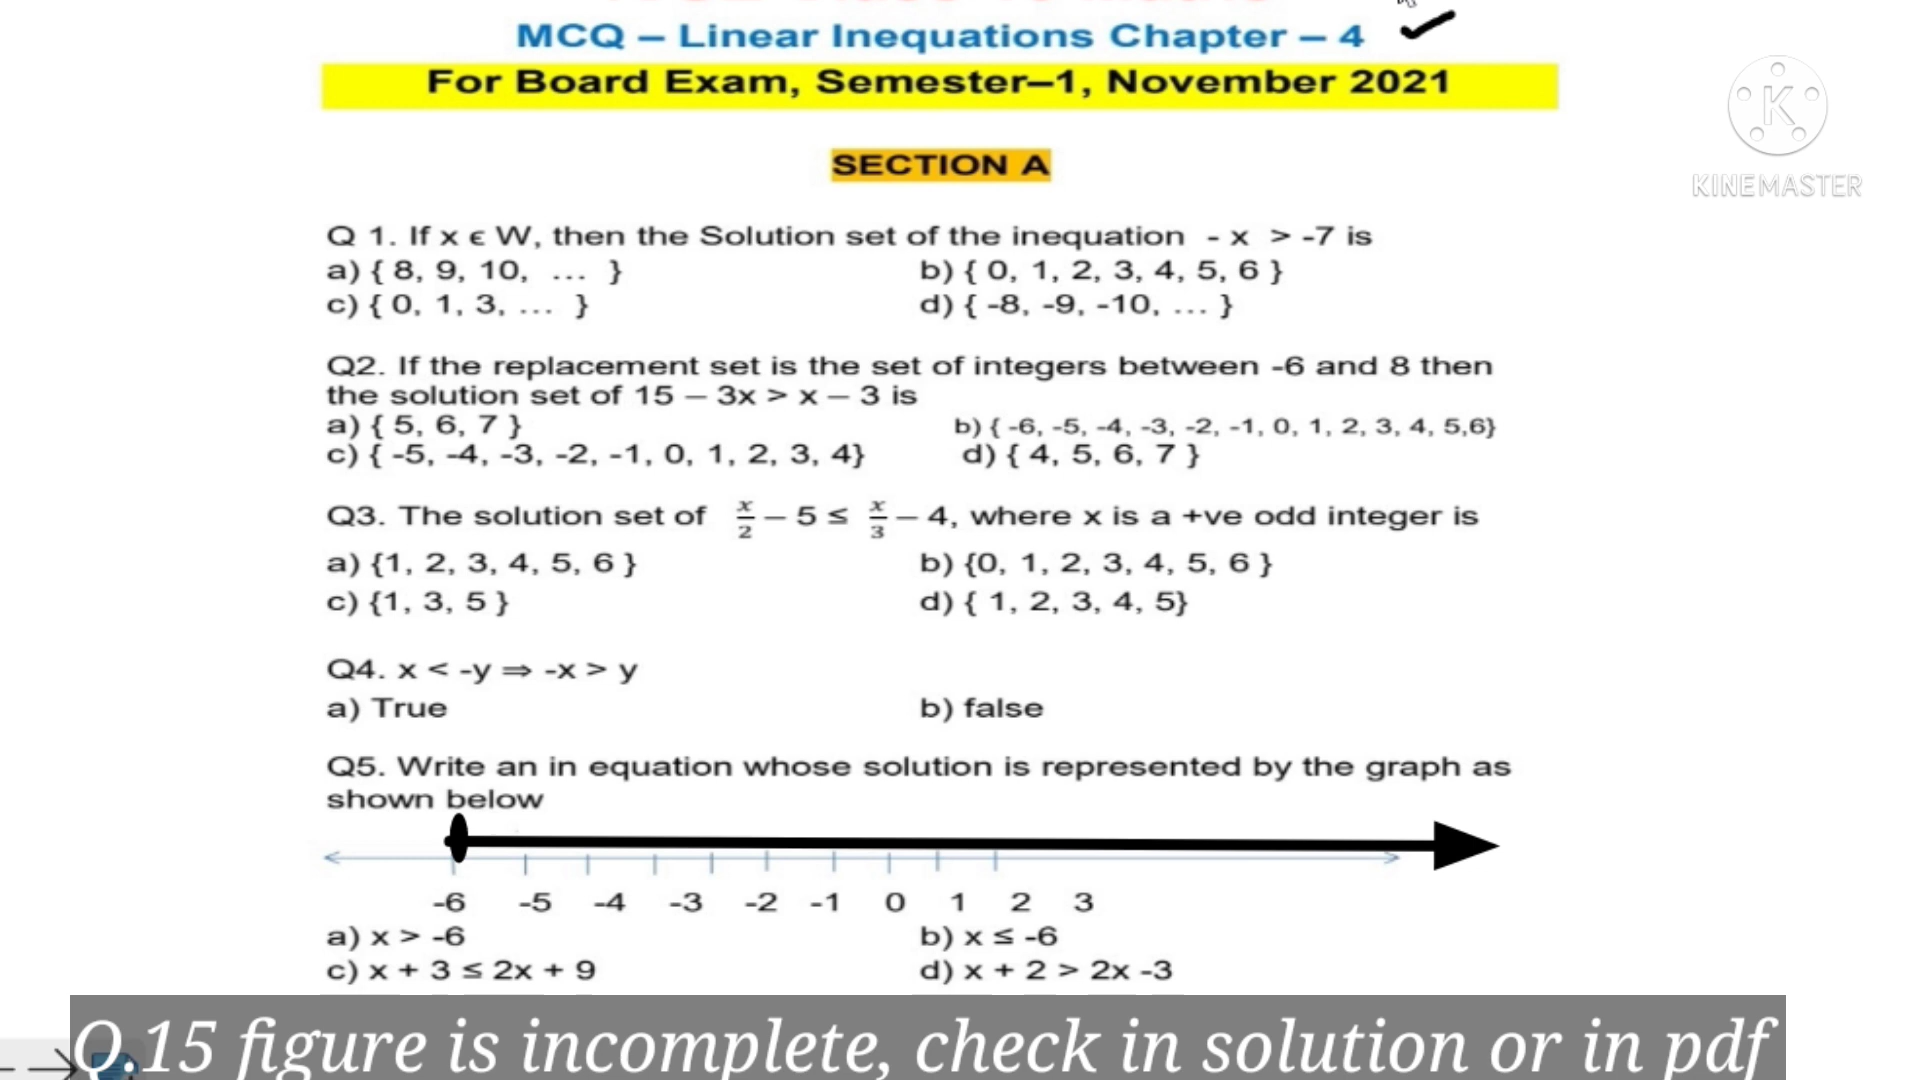 MCQ – Linear Inequations Chapter – 4
For Board Exam, Semester–1, November 2021
K
KINEMASTER
SECTION A
Q 1. If x ϵ W, then the Solution set of the inequation - x > -7 is
a) { 8, 9, 10, ... } b) { 0, 1, 2, 3, 4, 5, 6 }
c) { 0, 1, 3, ... } d) { -8, -9, -10, ... }
Q2. If the replacement set is the set of integers between -6 and 8 then
the solution set of 15 – 3x > x – 3 is
a) { 5, 6, 7 } b) { -6, -5, -4, -3, -2, -1, 0, 1, 2, 3, 4, 5,6}
c) { -5, -4, -3, -2, -1, 0, 1, 2, 3, 4} d) { 4, 5, 6, 7 }
Q3. The solution set of x/2 – 5 ≤ x/3 – 4, where x is a +ve odd integer is
a) {1, 2, 3, 4, 5, 6 } b) {0, 1, 2, 3, 4, 5, 6 }
c) {1, 3, 5 } d) { 1, 2, 3, 4, 5}
Q4. x < -y ⇒ -x > y
a) True b) false
Q5. Write an in equation whose solution is represented by the graph as
shown below
-6 -5 -4 -3 -2 -1 0 1 2 3
a) x > -6 b) x ≤ -6
c) x + 3 ≤ 2x + 9 d) x + 2 > 2x -3
Q.15 figure is incomplete, check in solution or in pdf